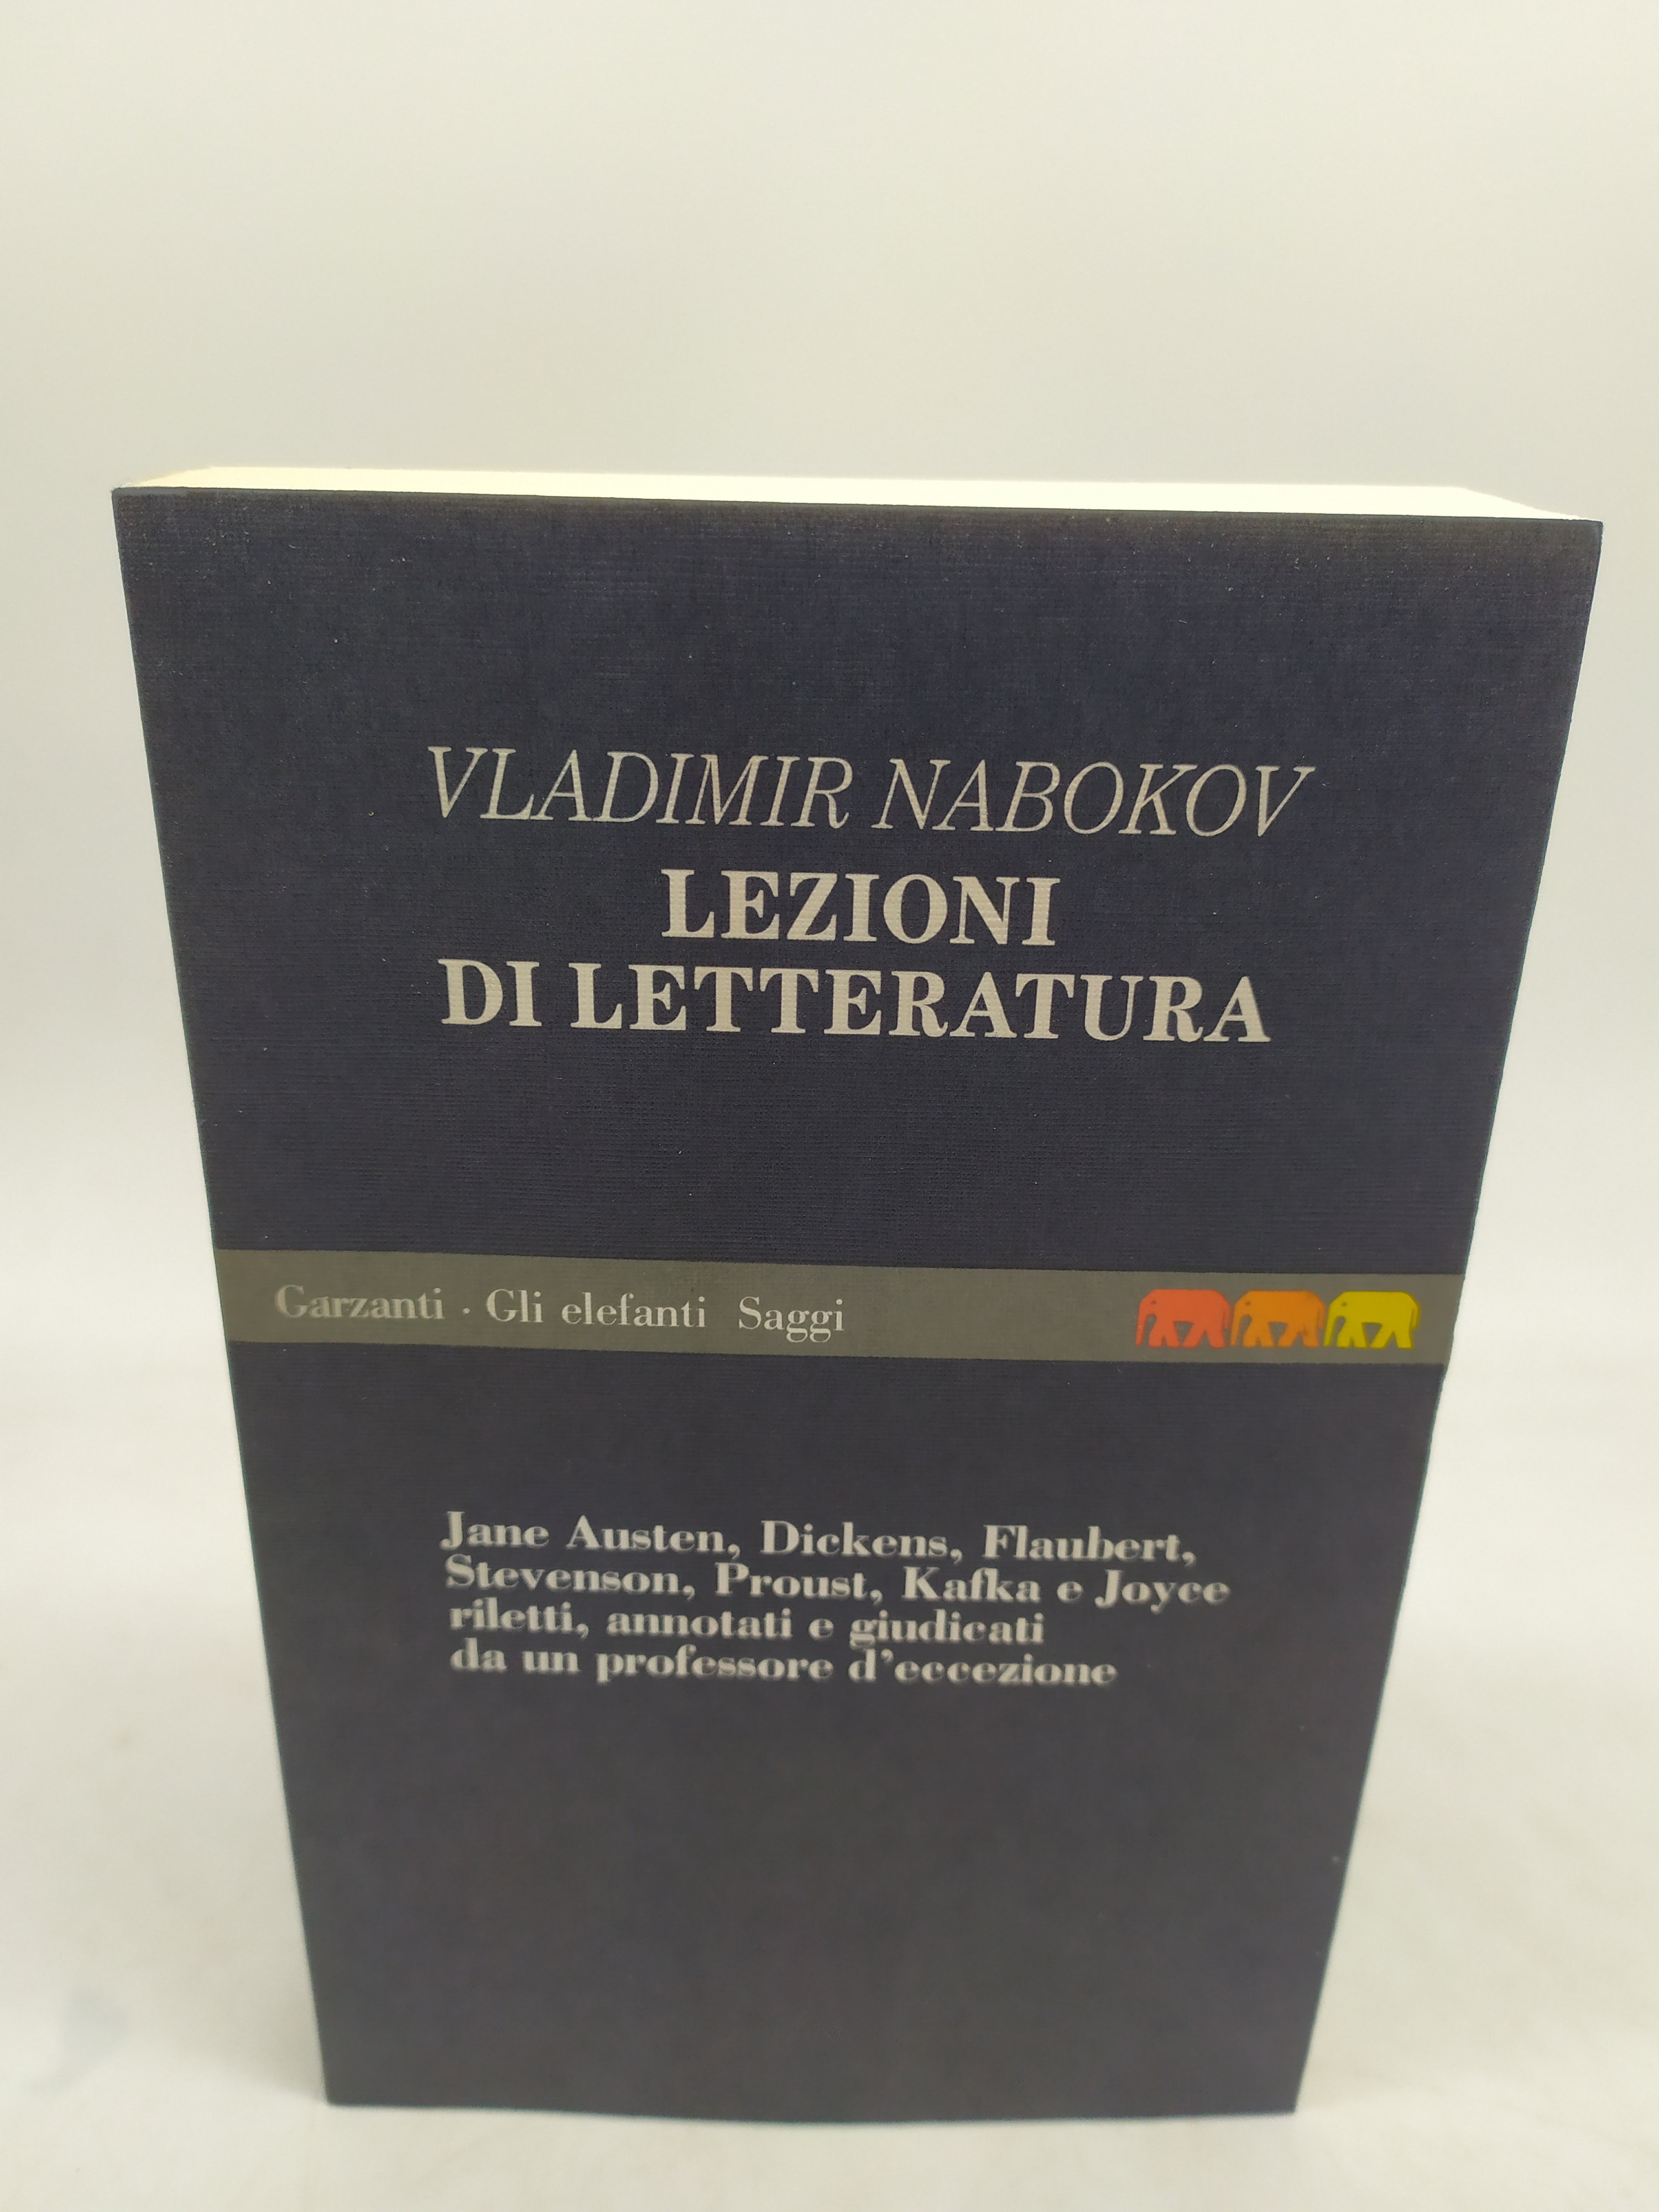 VLADIMIR NABOKOV
LEZIONI
DI LETTERATURA
Garzanti · Gli elefanti Saggi
Jane Austen, Dickens, Flaubert,
Stevenson, Proust, Kafka e Joyce
riletti, annotati e giudicati
da un professore d'eccezione